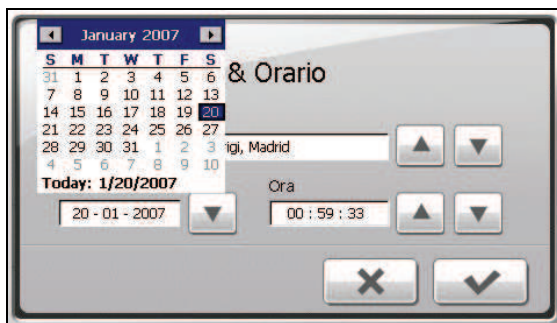 January 2007
S M T W T F S
31 1 2 3 4 5 6
7 8 9 10 11 12 13
14 15 16 17 18 19 20
21 22 23 24 25 26 27
28 29 30 31 1 2 3
4 5 6 7 8 9 10
Today: 1/20/2007
& Orario
Madrid
Ora
20 - 01 - 2007
00 : 59 : 33